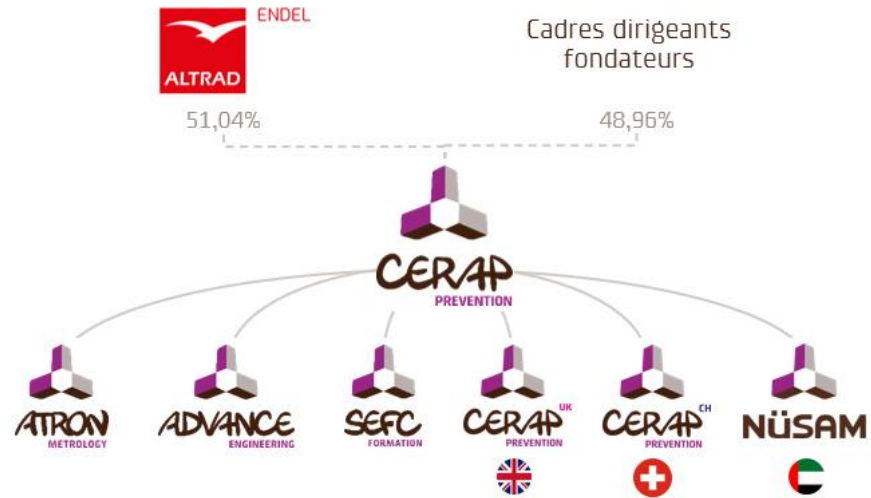 ENDEL
ALTRAD
Cadres dirigeants
fondateurs
51,04%
48,96%
CERAP
PREVENTION
ATRON
METROLOGY
ADVANCE
ENGINEERING
SEFC
FORMATION
CERAP UK
PREVENTION
CERAP CH
PREVENTION
NÜSAM